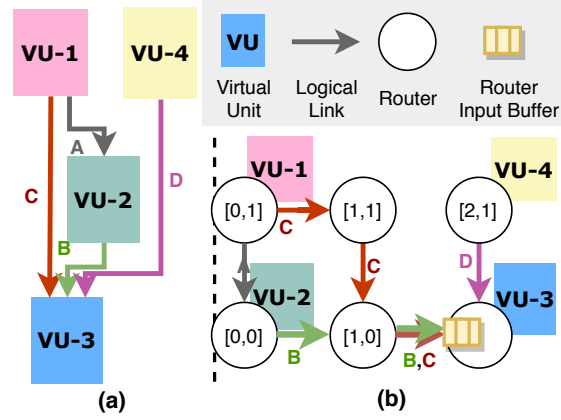 VU-1
VU-4
A
C
D
VU-2
B
VU-3
(a)
VU
Virtual
Unit
Logical
Link
Router
Router
Input Buffer
VU-1
VU-4
[0,1]
[1,1]
[2,1]
C
A
C
D
VU-2
VU-3
[0,0]
[1,0]
B
B,C
(b)